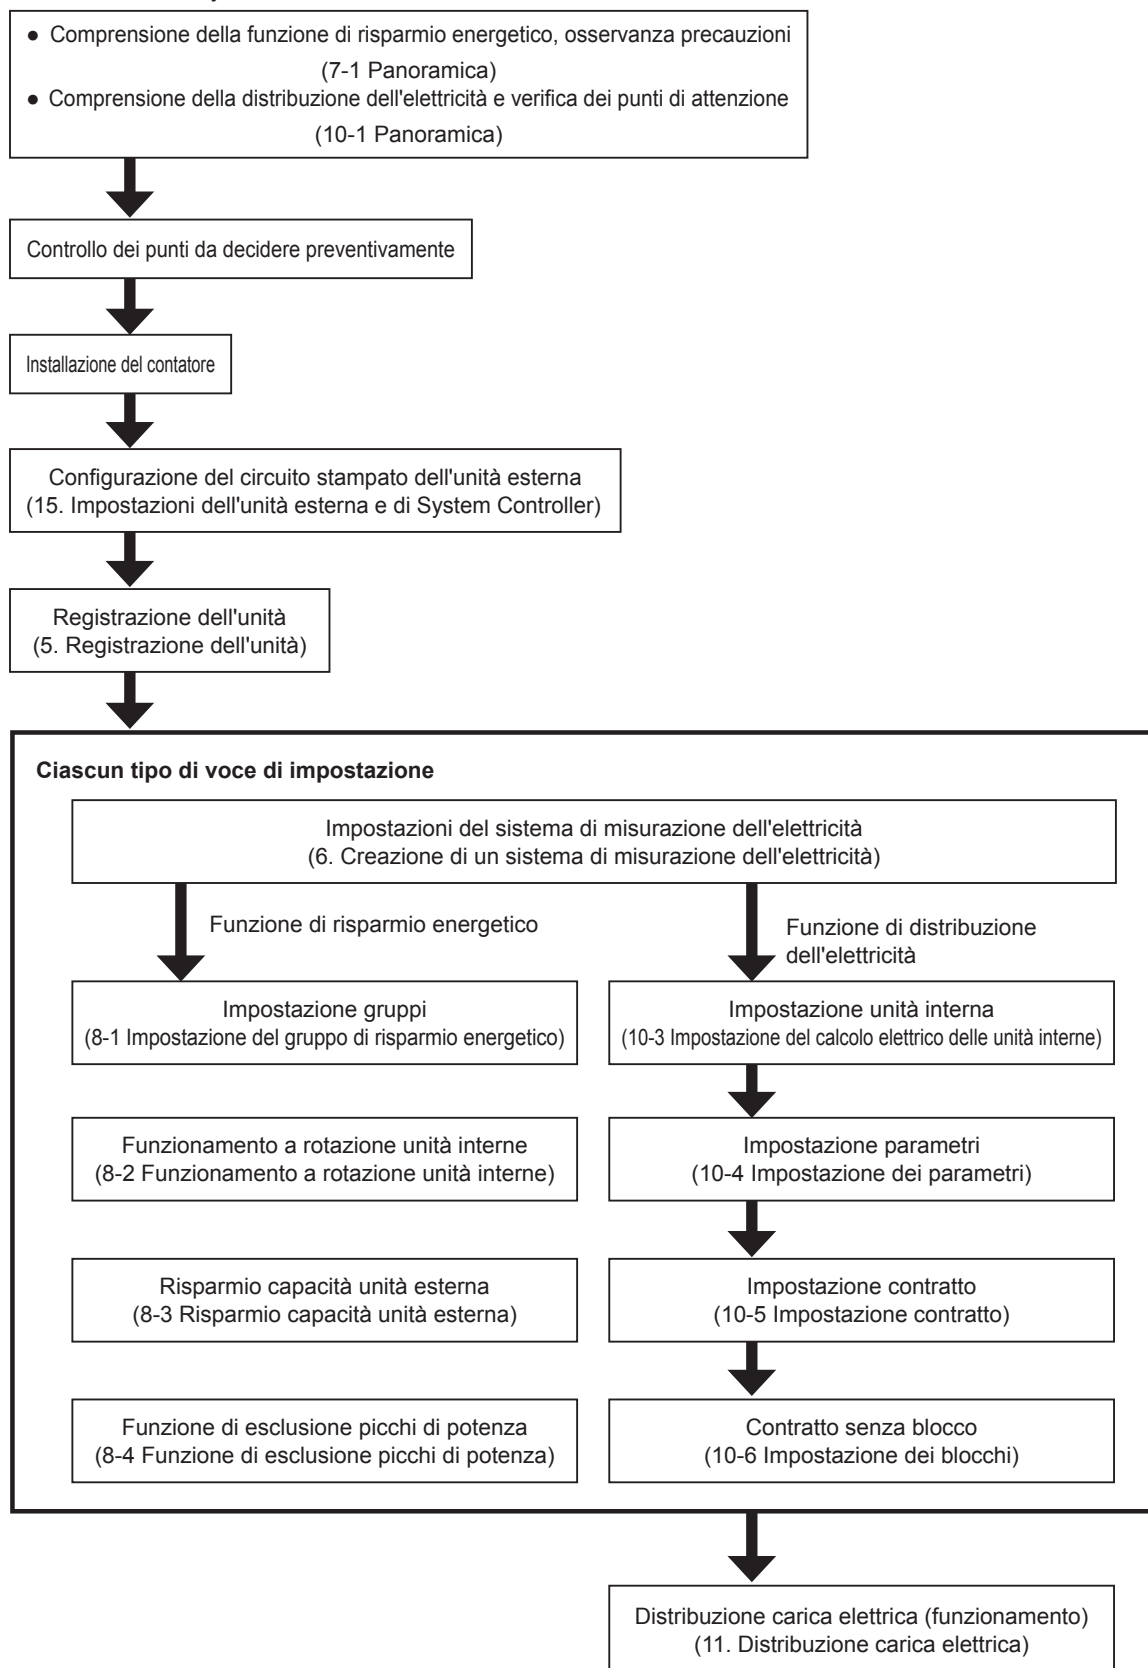 ● Comprensione della funzione di risparmio energetico, osservanza precauzioni
(7-1 Panoramica)
● Comprensione della distribuzione dell'elettricità e verifica dei punti di attenzione
(10-1 Panoramica)
Controllo dei punti da decidere preventivamente
Installazione del contatore
Configurazione del circuito stampato dell'unità esterna
(15. Impostazioni dell'unità esterna e di System Controller)
Registrazione dell'unità
(5. Registrazione dell'unità)
Ciascun tipo di voce di impostazione
Impostazioni del sistema di misurazione dell'elettricità
(6. Creazione di un sistema di misurazione dell'elettricità)
Funzione di risparmio energetico
Funzione di distribuzione
dell'elettricità
Impostazione gruppi
(8-1 Impostazione del gruppo di risparmio energetico)
Impostazione unità interna
(10-3 Impostazione del calcolo elettrico delle unità interne)
Funzionamento a rotazione unità interne
(8-2 Funzionamento a rotazione unità interne)
Impostazione parametri
(10-4 Impostazione dei parametri)
Risparmio capacità unità esterna
(8-3 Risparmio capacità unità esterna)
Impostazione contratto
(10-5 Impostazione contratto)
Funzione di esclusione picchi di potenza
(8-4 Funzione di esclusione picchi di potenza)
Contratto senza blocco
(10-6 Impostazione dei blocchi)
Distribuzione carica elettrica (funzionamento)
(11. Distribuzione carica elettrica)